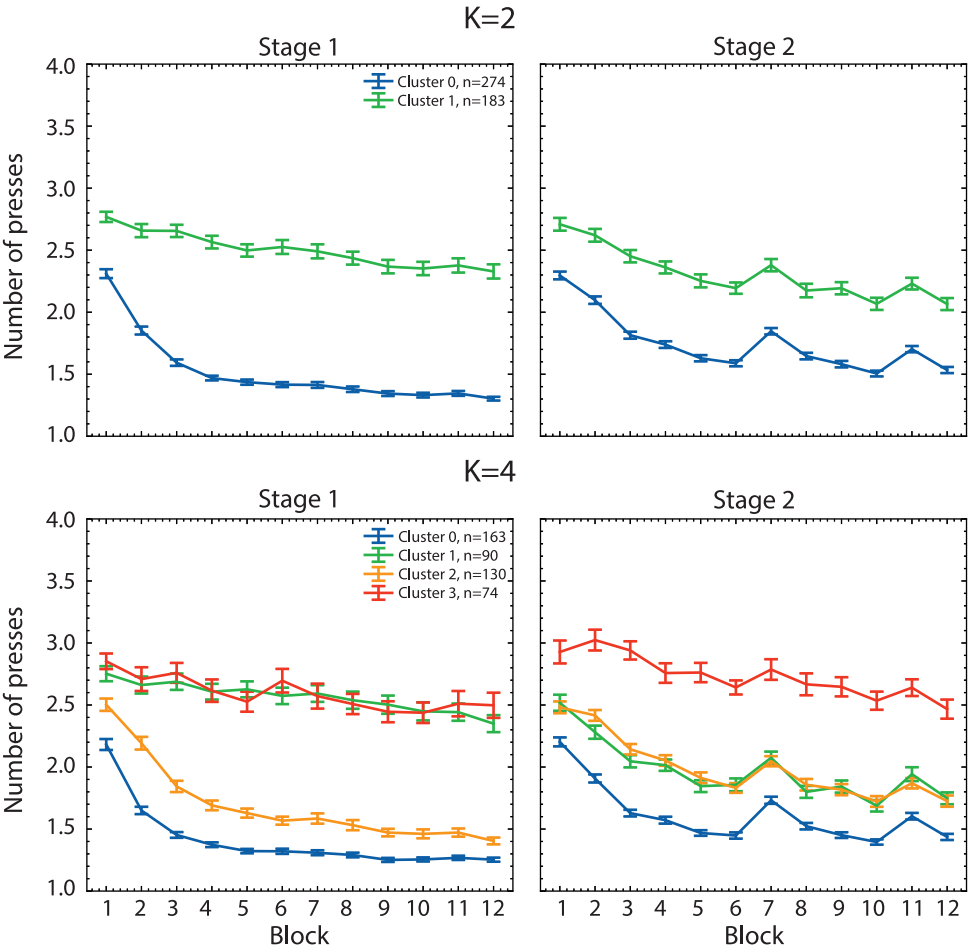 K=2
Stage 1
Stage 2
Number of presses
4.0
3.5
3.0
2.5
2.0
1.5
1.0
Cluster 0, n=274
Cluster 1, n=183
K=4
Stage 1
Stage 2
Number of presses
4.0
3.5
3.0
2.5
2.0
1.5
1.0
Cluster 0, n=163
Cluster 1, n=90
Cluster 2, n=130
Cluster 3, n=74
1 2 3 4 5 6 7 8 9 10 11 12
1 2 3 4 5 6 7 8 9 10 11 12
Block
Block